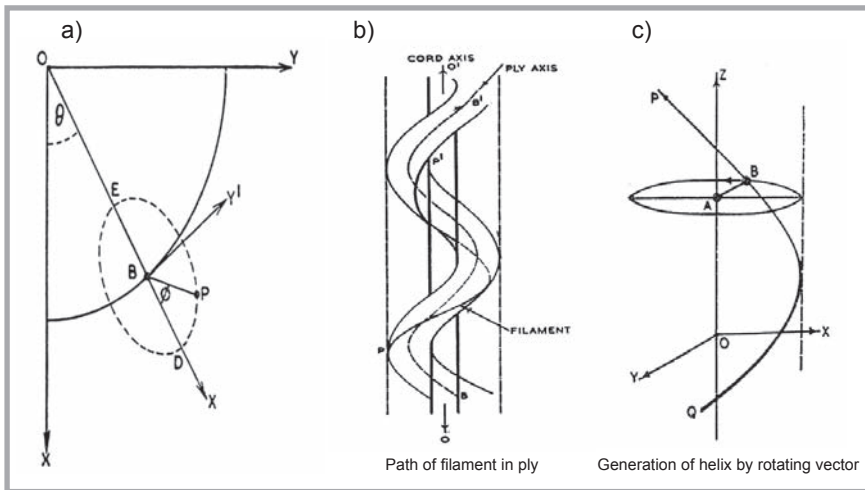 a)
O
Y
θ
E
Y'
B
P
ϕ
D
X
X
b)
CORD AXIS
O'
PLY AXIS
B'
P'
FILAMENT
P
B
O
Path of filament in ply
c)
Z
P
B
A
O
X
Y
Q
Generation of helix by rotating vector